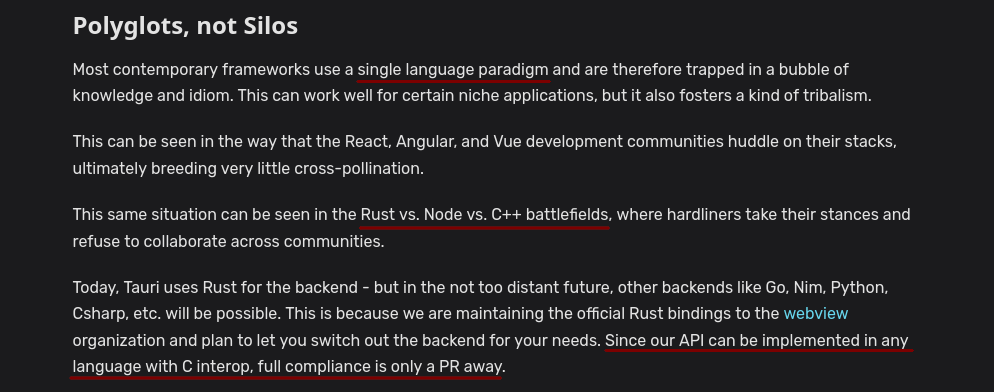 Polyglots, not Silos
Most contemporary frameworks use a single language paradigm and are therefore trapped in a bubble of
knowledge and idiom. This can work well for certain niche applications, but it also fosters a kind of tribalism.
This can be seen in the way that the React, Angular, and Vue development communities huddle on their stacks,
ultimately breeding very little cross-pollination.
This same situation can be seen in the Rust vs. Node vs. C++ battlefields, where hardliners take their stances and
refuse to collaborate across communities.
Today, Tauri uses Rust for the backend - but in the not too distant future, other backends like Go, Nim, Python,
Csharp, etc. will be possible. This is because we are maintaining the official Rust bindings to the webview
organization and plan to let you switch out the backend for your needs. Since our API can be implemented in any
language with C interop, full compliance is only a PR away.